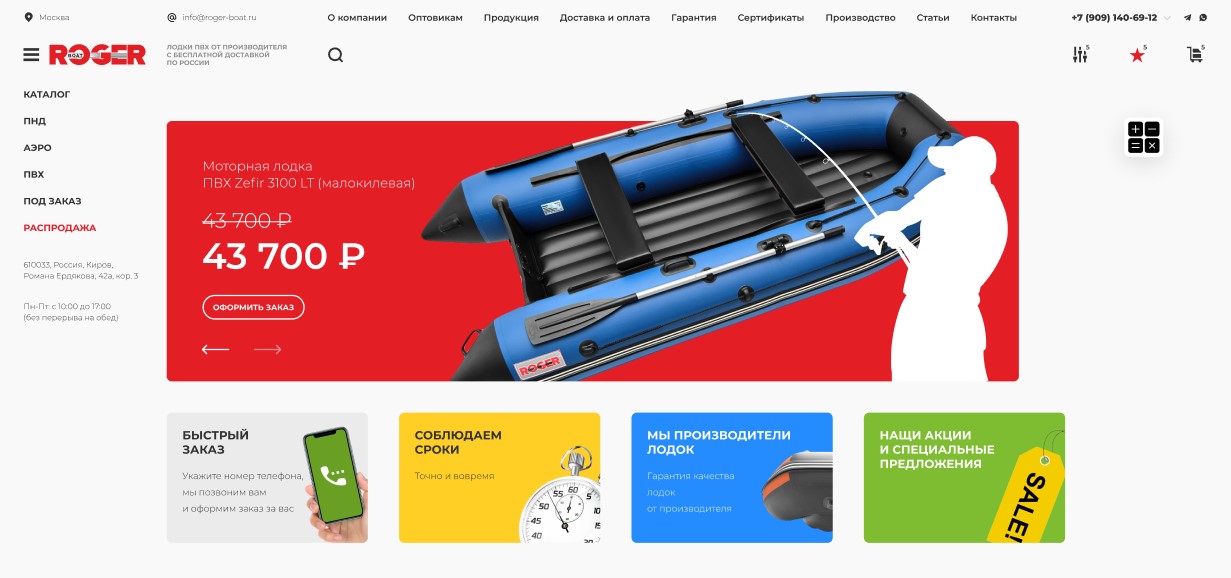 Москва
info@roger-boat.ru
О компании
Оптовикам
Продукция
Доставка и оплата
Гарантия
Сертификаты
Производство
Статьи
Контакты
+7 (909) 140-69-12
ROGER
BOAT
ЛОДКИ ПВХ ОТ ПРОИЗВОДИТЕЛЯ
С БЕСПЛАТНОЙ ДОСТАВКОЙ
ПО РОССИИ
5
5
5
КАТАЛОГ
ПНД
АЭРО
ПВХ
ПОД ЗАКАЗ
РАСПРОДАЖА
610033, Россия, Киров,
Романа Ердякова, 42а, кор. 3
Пн-Пт: с 10:00 до 17:00
(без перерыва на обед)
Моторная лодка
ПВХ Zefir 3100 LT (малокилевая)
43 700 ₽
43 700 ₽
ОФОРМИТЬ ЗАКАЗ
ROGER
БЫСТРЫЙ
ЗАКАЗ
Укажите номер телефона,
мы позвоним вам
и оформим заказ за вас
СОБЛЮДАЕМ
СРОКИ
Точно и вовремя
55 60 5
50
45
40
30
МЫ ПРОИЗВОДИТЕЛИ
ЛОДОК
Гарантия качества
лодок
от производителя
НАЩИ АКЦИИ
И СПЕЦИАЛЬНЫЕ
ПРЕДЛОЖЕНИЯ
SALE!